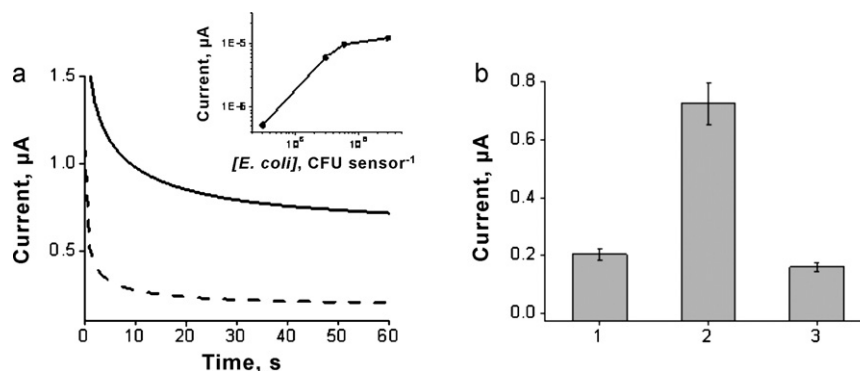 a
Current, µA
1.5
1.0
0.5
0 10 20 30 40 50 60
Time, s
Current, µA
1E-5
1E-6
[E. coli], CFU sensor-1
b
Current, µA
0.8
0.6
0.4
0.2
0.0
1 2 3